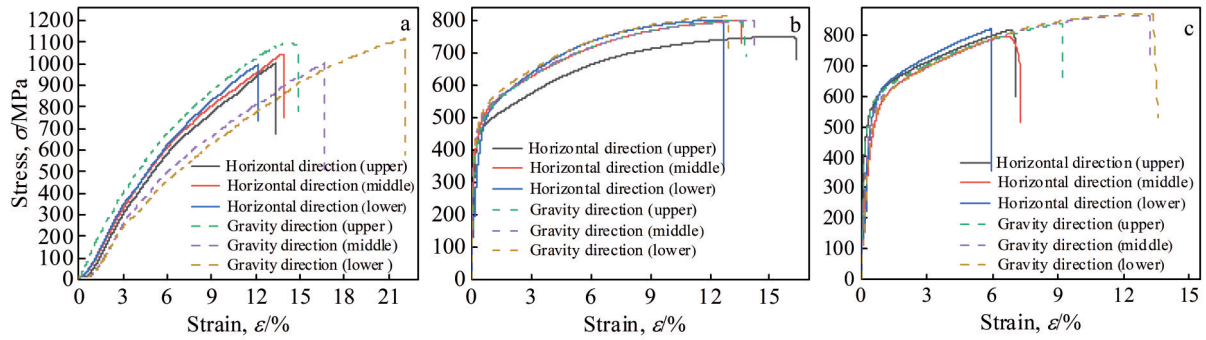 a
Stress, σ/MPa
1200
1100
1000
900
800
700
600
500
400
300
200
100
0
Horizontal direction (upper)
Horizontal direction (middle)
Horizontal direction (lower)
Gravity direction (upper)
Gravity direction (middle)
Gravity direction (lower )
0 3 6 9 12 15 18 21
Strain, ε/%
b
800
700
600
500
400
300
200
100
0
Horizontal direction (upper)
Horizontal direction (middle)
Horizontal direction (lower)
Gravity direction (upper)
Gravity direction (middle)
Gravity direction (lower)
0 3 6 9 12 15
Strain, ε/%
c
800
700
600
500
400
300
200
100
0
Horizontal direction (upper)
Horizontal direction (middle)
Horizontal direction (lower)
Gravity direction (upper)
Gravity direction (middle)
Gravity direction (lower)
0 3 6 9 12 15
Strain, ε/%